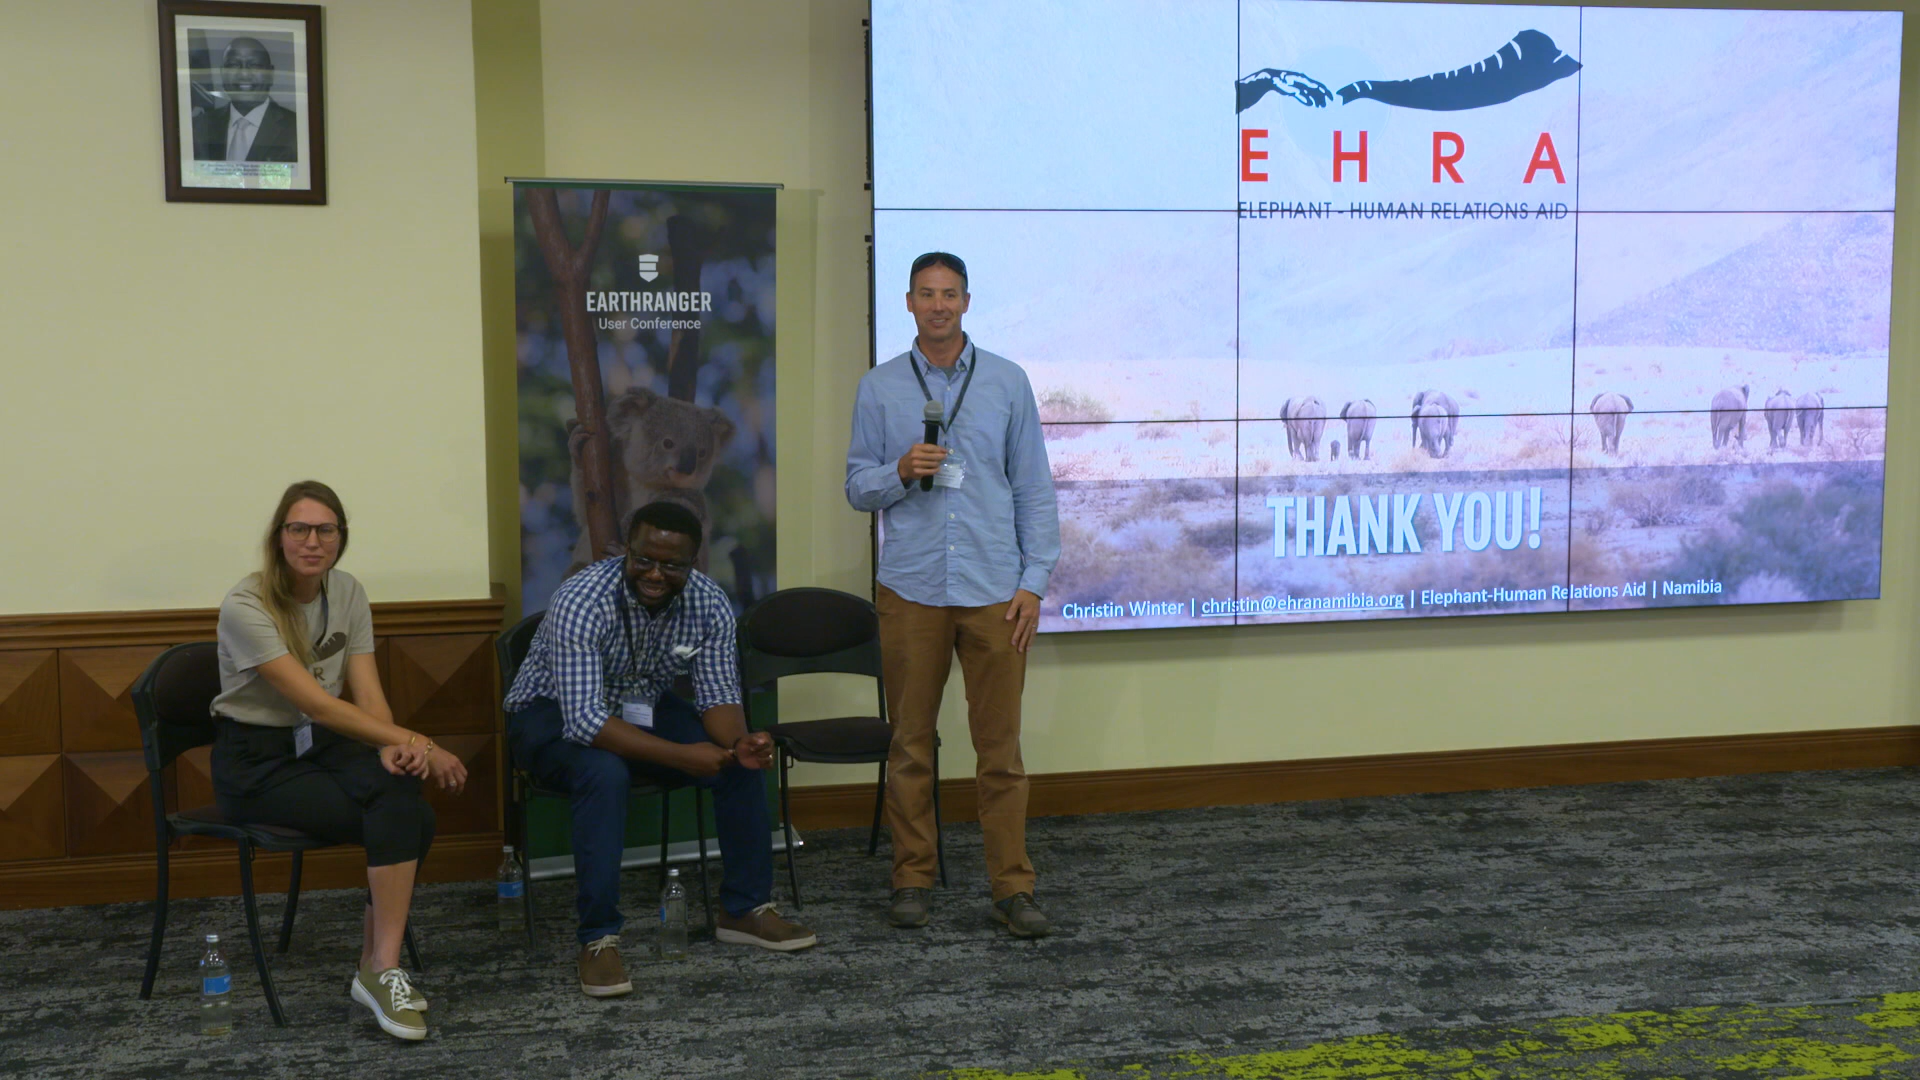 EARTHRANGER
User Conference
EHRA
ELEPHANT - HUMAN RELATIONS AID
THANK YOU!
Christin Winter | christin@ehranamibia.org | Elephant-Human Relations Aid | Namibia